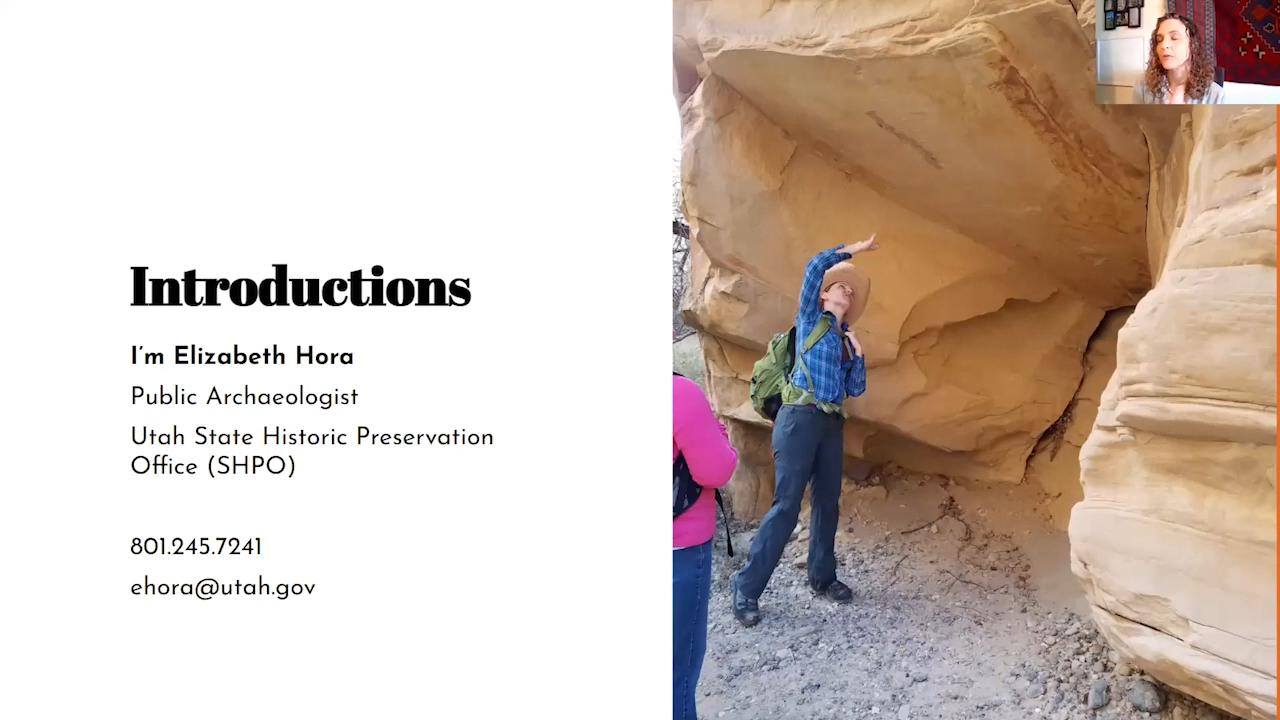 Introductions
I'm Elizabeth Hora
Public Archaeologist
Utah State Historic Preservation
Office (SHPO)
801.245.7241
ehora@utah.gov